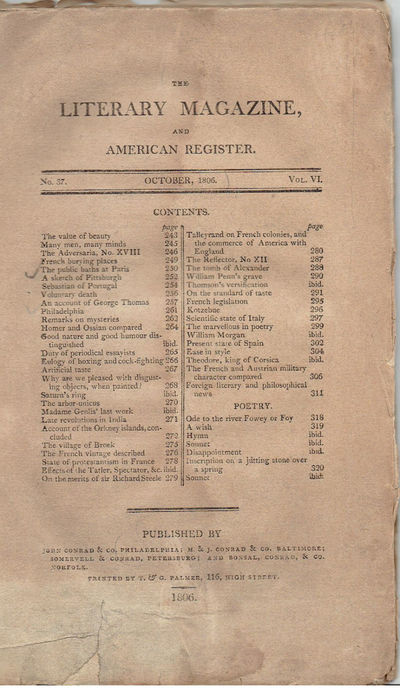 THE
LITERARY MAGAZINE,
AND
AMERICAN REGISTER.
No. 37. OCTOBER, 1806. VOL. VI.
CONTENTS.
page
The value of beauty 243
Many men, many minds 245
The Adversaria, No. XVIII 246
French burying places 249
The public baths at Paris 250
A sketch of Pittsburgh 252
Sebastian of Portugal 254
Voluntary death 256
An account of George Thomas 257
Philadelphia 261
Remarks on mysteries 262
Homer and Ossian compared 264
Good nature and good humour dis-
tinguished ibid.
Duty of periodical essayists 265
Eulogy of boxing and cock-fighting 266
Artificial taste 267
Why are we pleased with disgust-
ing objects, when painted? 268
Saturn's ring ibid.
The arbor-unicos 270
Madame Genlis' last work ibid.
Late revolutions in India 271
Account of the Orkney islands, con-
cluded 272
The village of Broek 275
The French vintage described 276
State of protestantism in France 278
Effects of the Tatler, Spectator, &c. ibid.
On the merits of sir Richard Steele 279
page
Talleyrand on French colonies, and
the commerce of America with
England 280
The Reflector, No XII 287
The tomb of Alexander 288
William Penn's grave 290
Thomson's versification ibid.
On the standard of taste 291
French legislation 295
Kotzebue 296
Scientific state of Italy 297
The marvellous in poetry 299
William Morgan ibid.
Present state of Spain 302
Ease in style 304
Theodore, king of Corsica ibid.
The French and Austrian military
character compared 306
Foreign literary and philosophical
news 311
POETRY.
Ode to the river Fowey or Foy 318
A wish 319
Hymn ibid.
Sonnet ibid.
Disappointment ibid.
Inscription on a jutting stone over
a spring 320
Sonnet ibid.
PUBLISHED BY
JOHN CONRAD & CO. PHILADELPHIA; M. & J. CONRAD & CO. BALTIMORE;
SOMERVELL & CONRAD, PETERSBURG; AND BONSAL, CONRAD, & CO.
NORFOLK.
PRINTED BY T. & G. PALMER, 116, HIGH STREET.
1806.